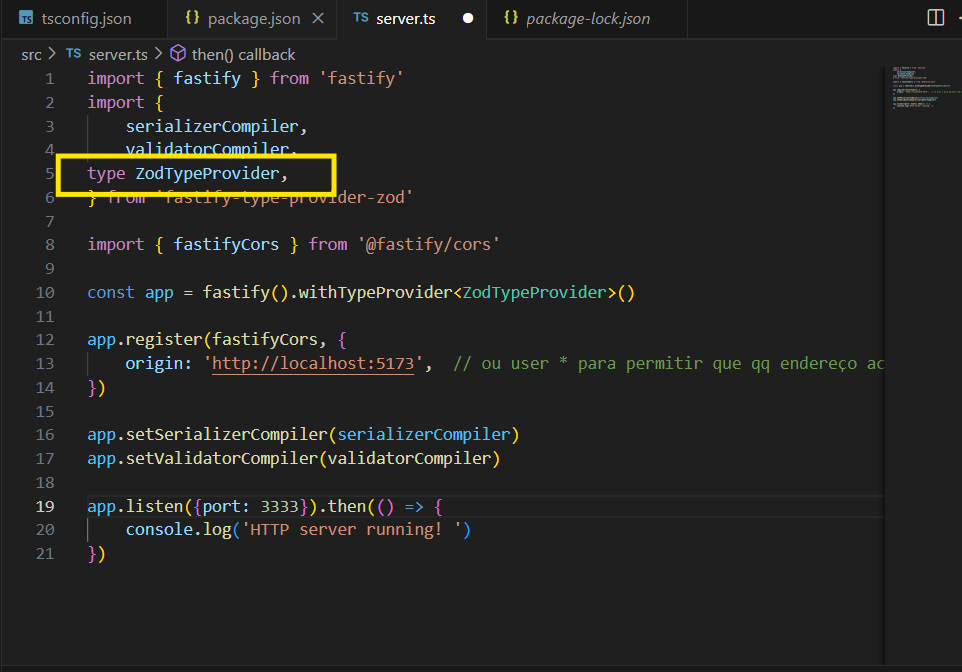 TS tsconfig.json {} package.json × TS server.ts ● {} package-lock.json
src > TS server.ts > then() callback
1 import { fastify } from 'fastify'
2 import {
3 serializerCompiler,
4 validatorCompiler,
5 type ZodTypeProvider,
6 } from 'fastify-type-provider-zod'
7
8 import { fastifyCors } from '@fastify/cors'
9
10 const app = fastify().withTypeProvider<ZodTypeProvider>()
11
12 app.register(fastifyCors, {
13 origin: 'http://localhost:5173', // ou user * para permitir que qq endereço ac
14 })
15
16 app.setSerializerCompiler(serializerCompiler)
17 app.setValidatorCompiler(validatorCompiler)
18
19 app.listen({port: 3333}).then(() => {
20 console.log('HTTP server running! ')
21 })